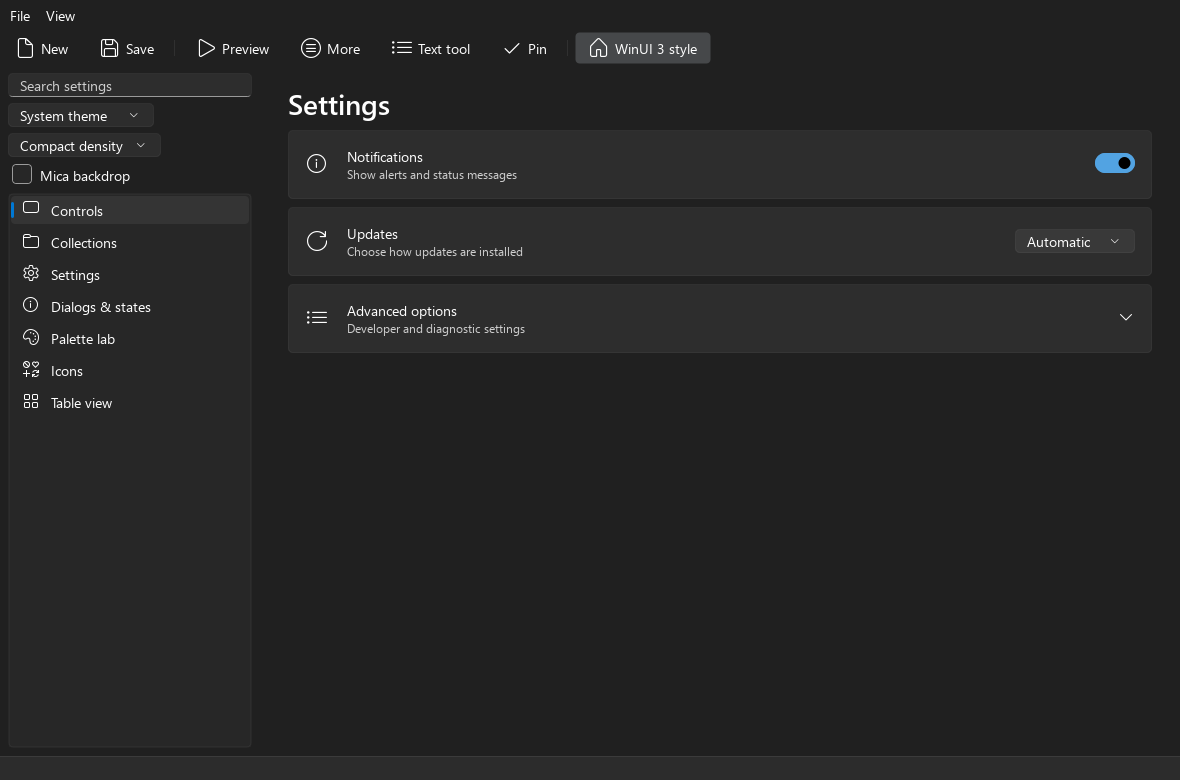 File View
New Save Preview More Text tool Pin WinUI 3 style
Search settings
System theme
Compact density
Mica backdrop
Controls
Collections
Settings
Dialogs & states
Palette lab
Icons
Table view
Settings
Notifications
Show alerts and status messages
Updates
Choose how updates are installed
Automatic
Advanced options
Developer and diagnostic settings